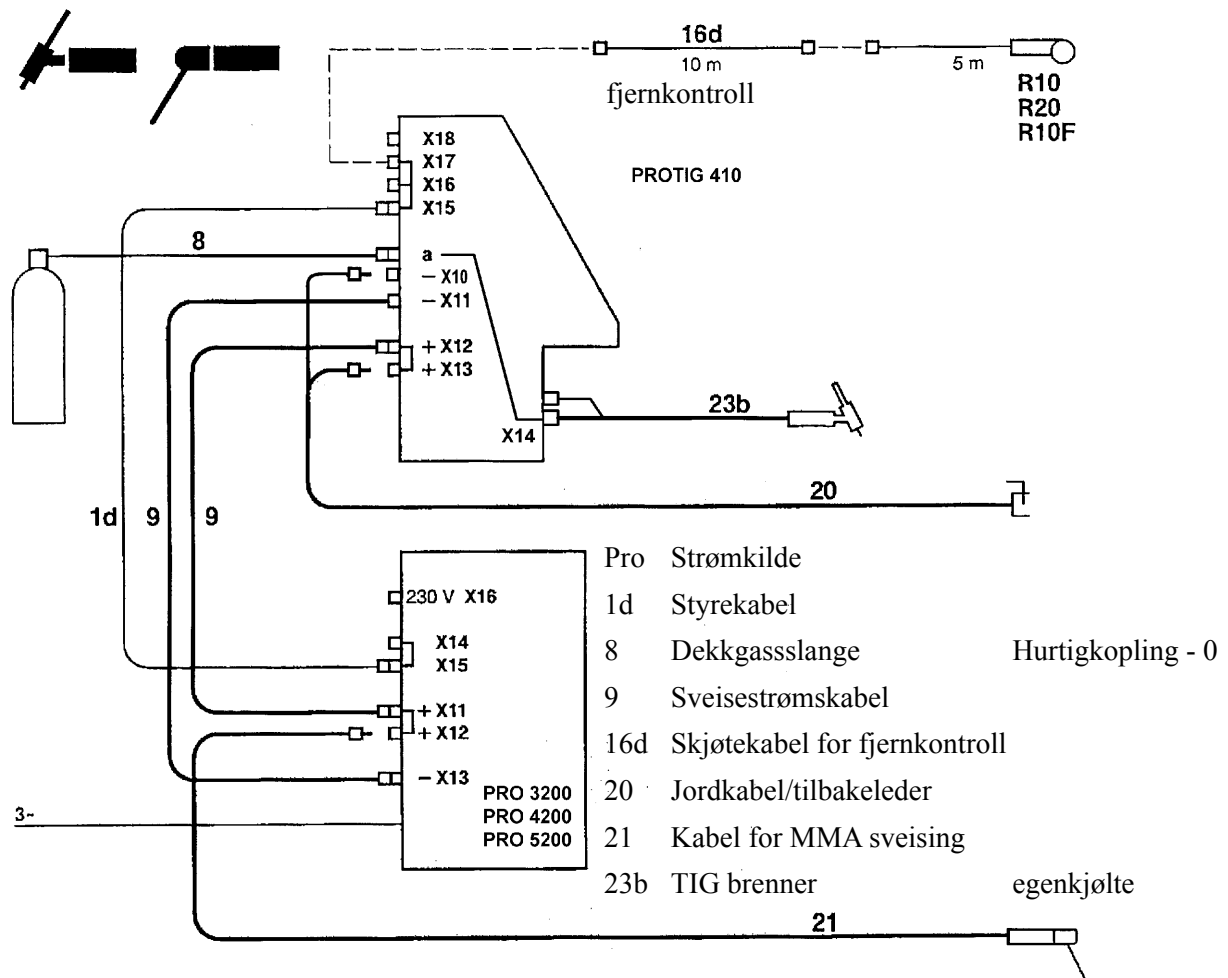 16d
10 m
5 m
fjernkontroll
R10
R20
R10F
X18
X17
X16
X15
PROTIG 410
8
a
− X10
− X11
+ X12
+ X13
X14
23b
20
1d
9
9
Pro Strømkilde
230 V X16
1d Styrekabel
X14
X15
8 Dekkgassslange Hurtigkopling - 0
9 Sveisestrømskabel
+ X11
+ X12
16d Skjøtekabel for fjernkontroll
− X13
PRO 3200
PRO 4200
PRO 5200
3~
20 Jordkabel/tilbakeleder
21 Kabel for MMA sveising
23b TIG brenner egenkjølte
21